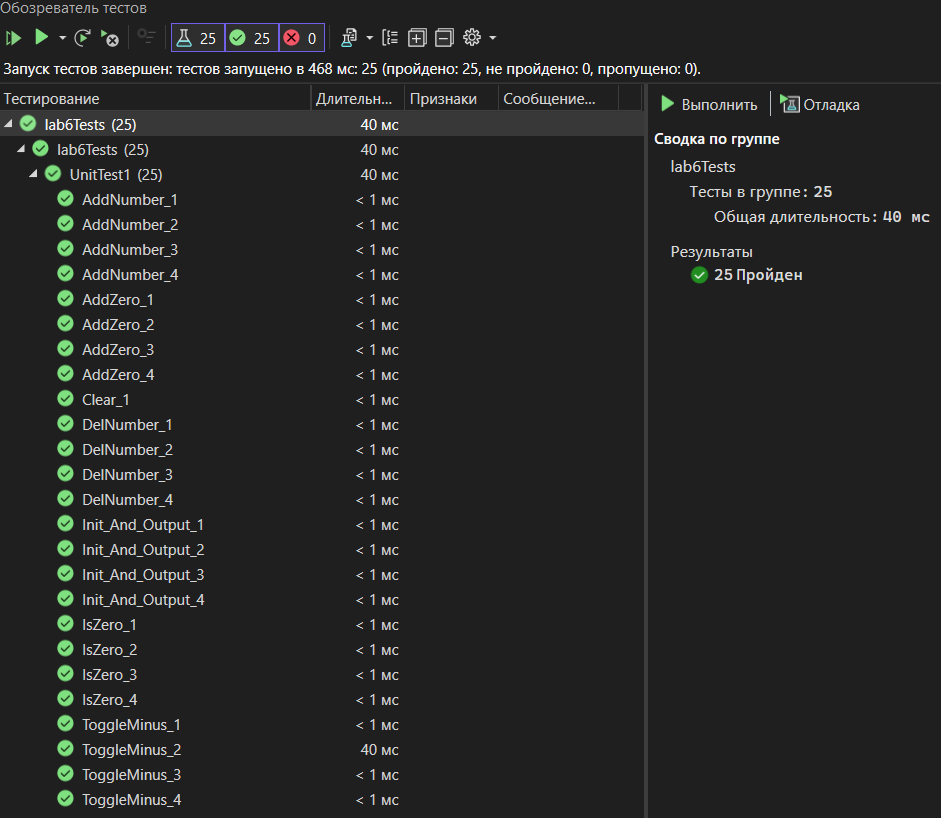 Обозреватель тестов
25 25 0
Запуск тестов завершен: тестов запущено в 468 мс: 25 (пройдено: 25, не пройдено: 0, пропущено: 0).
Тестирование Длительн... Признаки Сообщение...
lab6Tests (25) 40 мс
lab6Tests (25) 40 мс
UnitTest1 (25) 40 мс
AddNumber_1 < 1 мс
AddNumber_2 < 1 мс
AddNumber_3 < 1 мс
AddNumber_4 < 1 мс
AddZero_1 < 1 мс
AddZero_2 < 1 мс
AddZero_3 < 1 мс
AddZero_4 < 1 мс
Clear_1 < 1 мс
DelNumber_1 < 1 мс
DelNumber_2 < 1 мс
DelNumber_3 < 1 мс
DelNumber_4 < 1 мс
Init_And_Output_1 < 1 мс
Init_And_Output_2 < 1 мс
Init_And_Output_3 < 1 мс
Init_And_Output_4 < 1 мс
IsZero_1 < 1 мс
IsZero_2 < 1 мс
IsZero_3 < 1 мс
IsZero_4 < 1 мс
ToggleMinus_1 < 1 мс
ToggleMinus_2 40 мс
ToggleMinus_3 < 1 мс
ToggleMinus_4 < 1 мс
Выполнить Отладка
Сводка по группе
lab6Tests
Тесты в группе: 25
Общая длительность: 40 мс
Результаты
25 Пройден